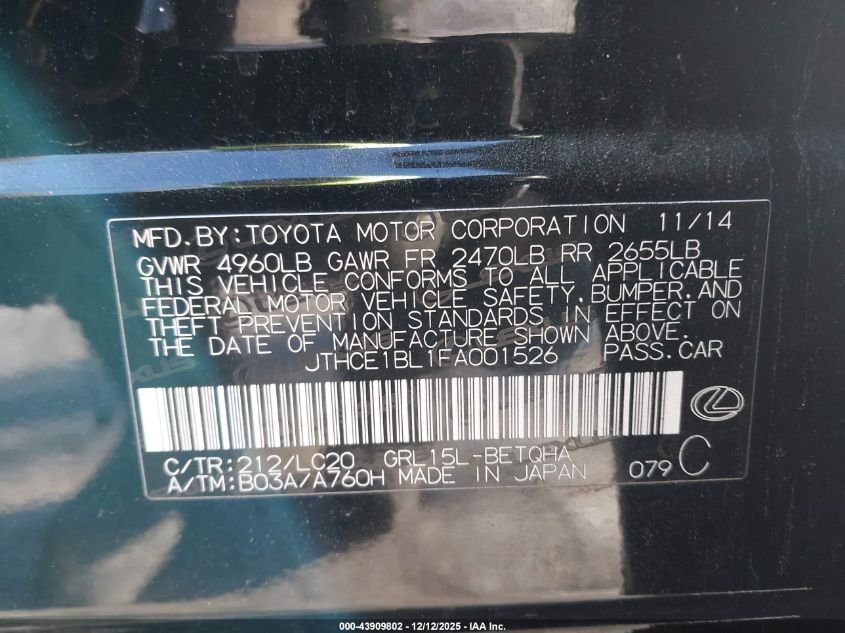 MFD. BY: TOYOTA MOTOR CORPORATION 11/14
GVWR 4960LB GAWR FR 2470LB RR 2655LB
THIS VEHICLE CONFORMS TO ALL APPLICABLE
FEDERAL MOTOR VEHICLE SAFETY, BUMPER, AND
THEFT PREVENTION STANDARDS IN EFFECT ON
THE DATE OF MANUFACTURE SHOWN ABOVE.
JTHCE1BL1FA001526 PASS. CAR
C/TR: 212/LC20 GRL15L-BETQHA
A/TM: B03A/A760H MADE IN JAPAN 079 C
000-43909802 - 12/12/2025 - IAA Inc.